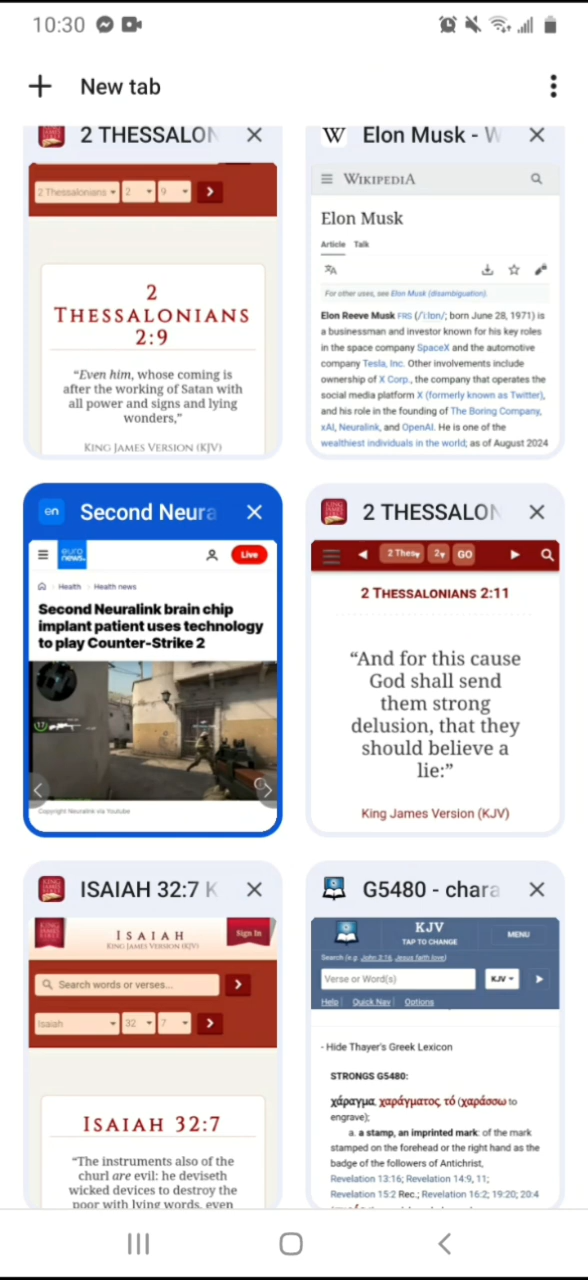 10:30
New tab
2 THESSALON
2 Thessalonians 2 9
2
THESSALONIANS
2:9
“Even him, whose coming is
after the working of Satan with
all power and signs and lying
wonders,”
KING JAMES VERSION (KJV)
W Elon Musk - W
WIKIPEDIA
Elon Musk
Article Talk
For other uses, see Elon Musk (disambiguation).
Elon Reeve Musk FRS (/ˈiːlɒn/; born June 28, 1971) is
a businessman and investor known for his key roles
in the space company SpaceX and the automotive
company Tesla, Inc. Other involvements include
ownership of X Corp., the company that operates the
social media platform X (formerly known as Twitter),
and his role in the founding of The Boring Company,
xAI, Neuralink, and OpenAI. He is one of the
wealthiest individuals in the world; as of August 2024
en Second Neura
euro
news.
Live
Health Health news
Second Neuralink brain chip
implant patient uses technology
to play Counter-Strike 2
Copyright Neuralink via Youtube
2 THESSALON
2 Thes 2 GO
2 THESSALONIANS 2:11
“And for this cause
God shall send
them strong
delusion, that they
should believe a
lie:”
King James Version (KJV)
ISAIAH 32:7 K
ISAIAH
KING JAMES VERSION (KJV)
Sign In
Search words or verses...
Isaiah 32 7
ISAIAH 32:7
“The instruments also of the
churl are evil: he deviseth
wicked devices to destroy the
poor with lying words, even
G5480 - chara
KJV
TAP TO CHANGE
MENU
Search (e.g. John 3:16, Jesus faith love)
Verse or Word(s) KJV
Help Quick Nav Options
- Hide Thayer's Greek Lexicon
STRONGS G5480:
χάραγμα, χαράγματος, τό (χαράσσω to
engrave);
a. a stamp, an imprinted mark: of the mark
stamped on the forehead or the right hand as the
badge of the followers of Antichrist,
Revelation 13:16; Revelation 14:9, 11;
Revelation 15:2 Rec.; Revelation 16:2; 19:20; 20:4